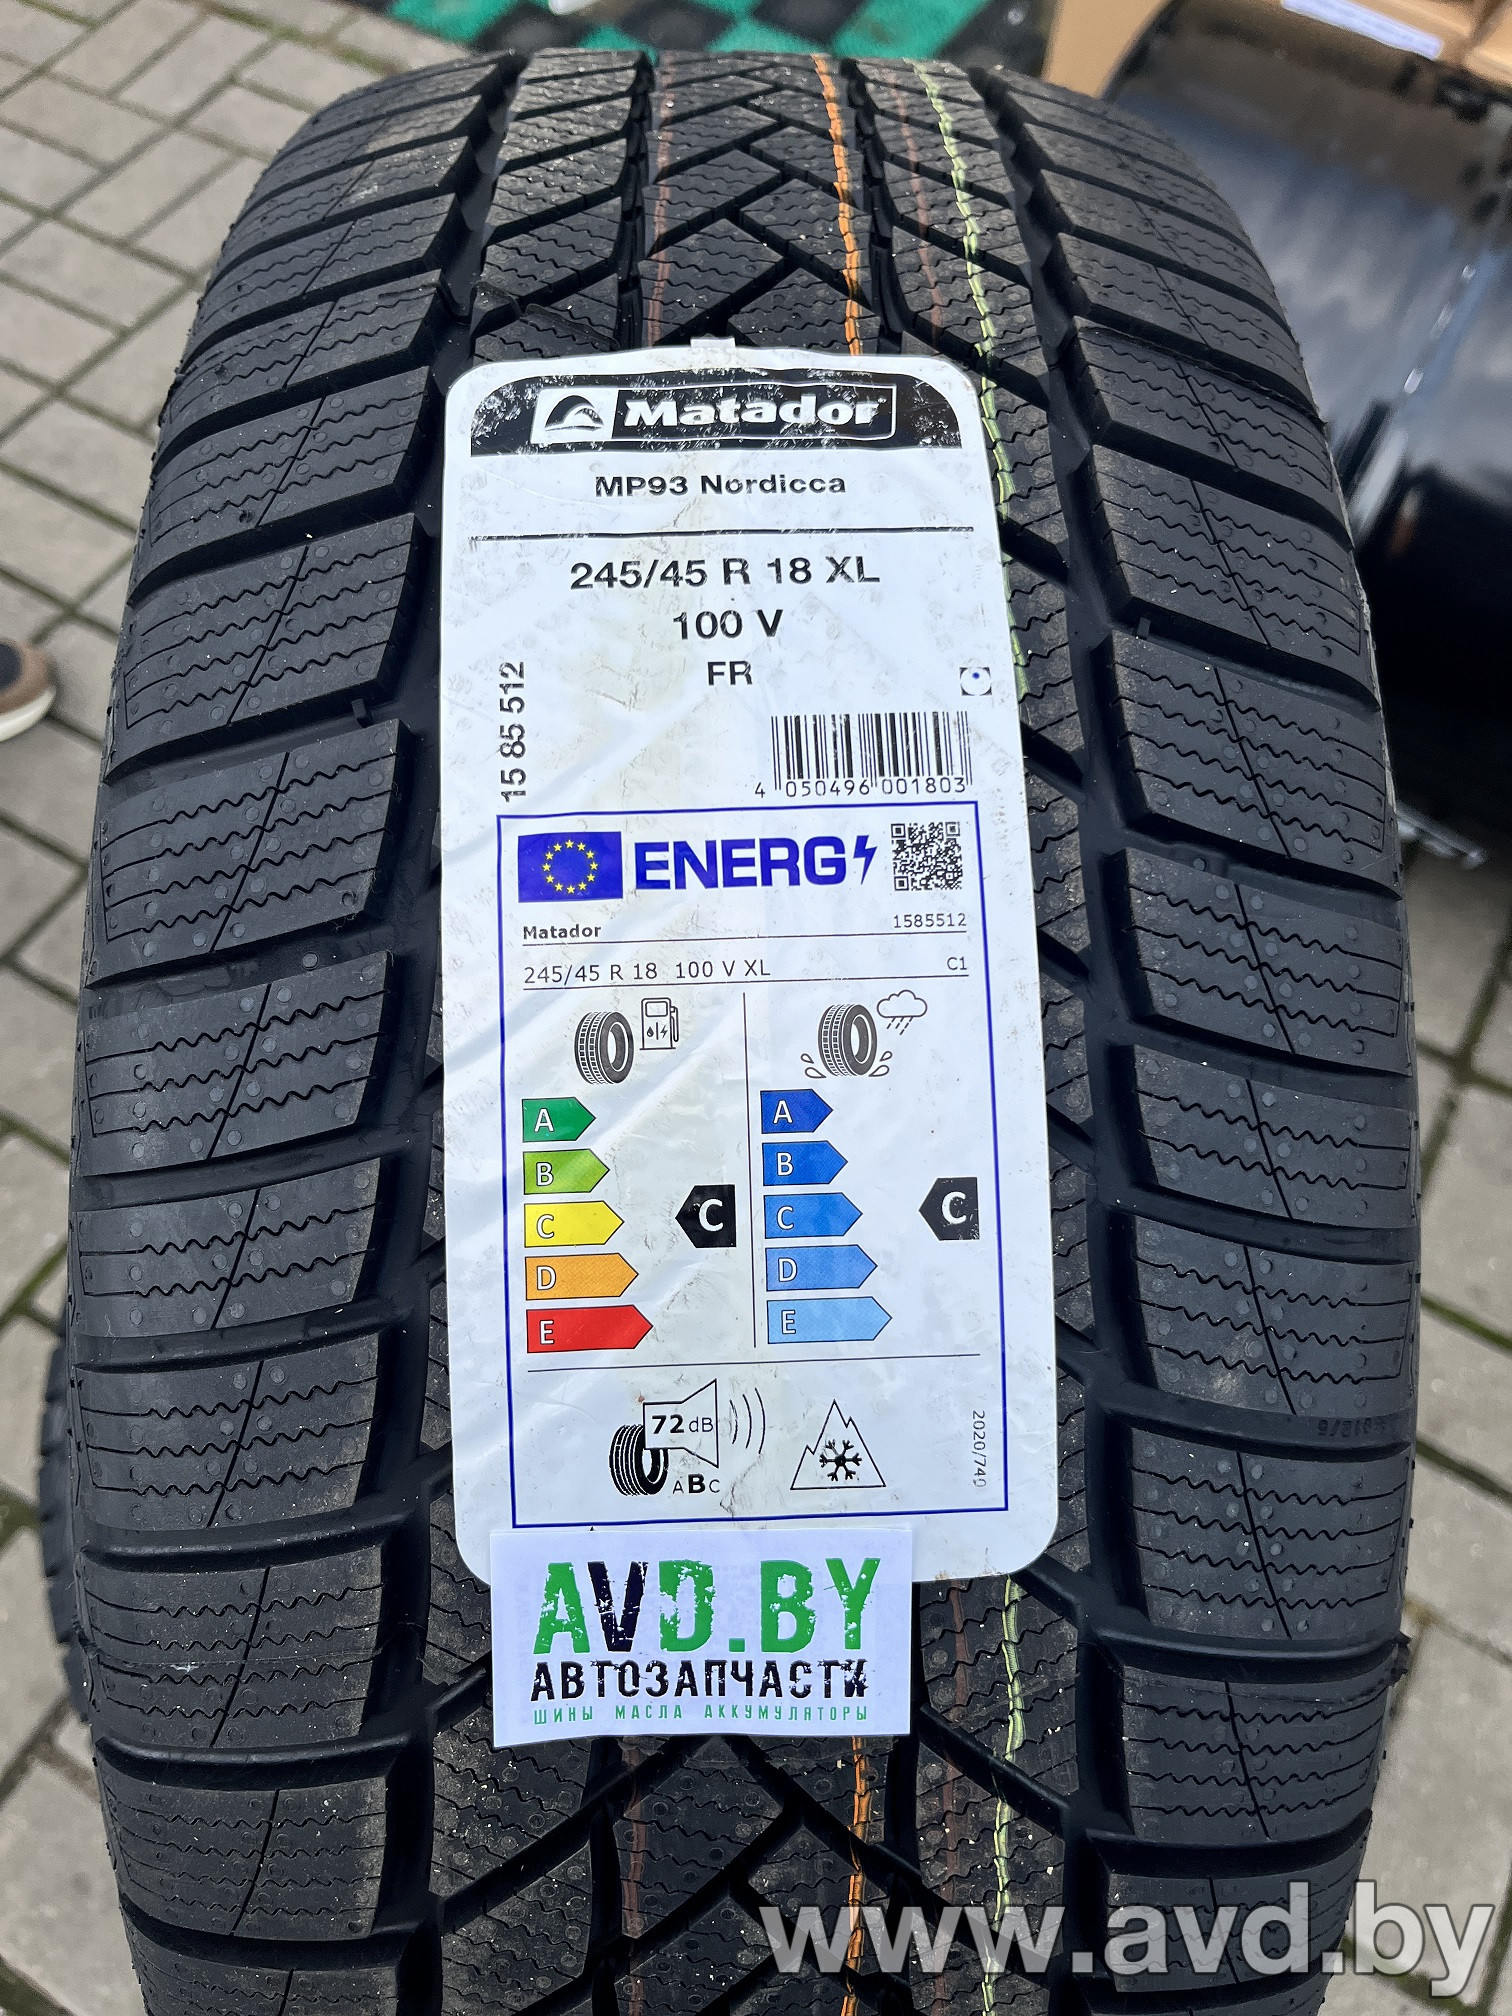 Matador
MP93 Nordicca
245/45 R 18 XL
100 V
FR
15 85 512
4 050496 001803
ENERG
Matador 1585512
245/45 R 18 100 V XL C1
A A
B B
C C C C
D D
E E
72 dB
ABC
2020/740
AVD.BY
АВТОЗАПЧАСТИ
ШИНЫ МАСЛА АККУМУЛЯТОРЫ
www.avd.by